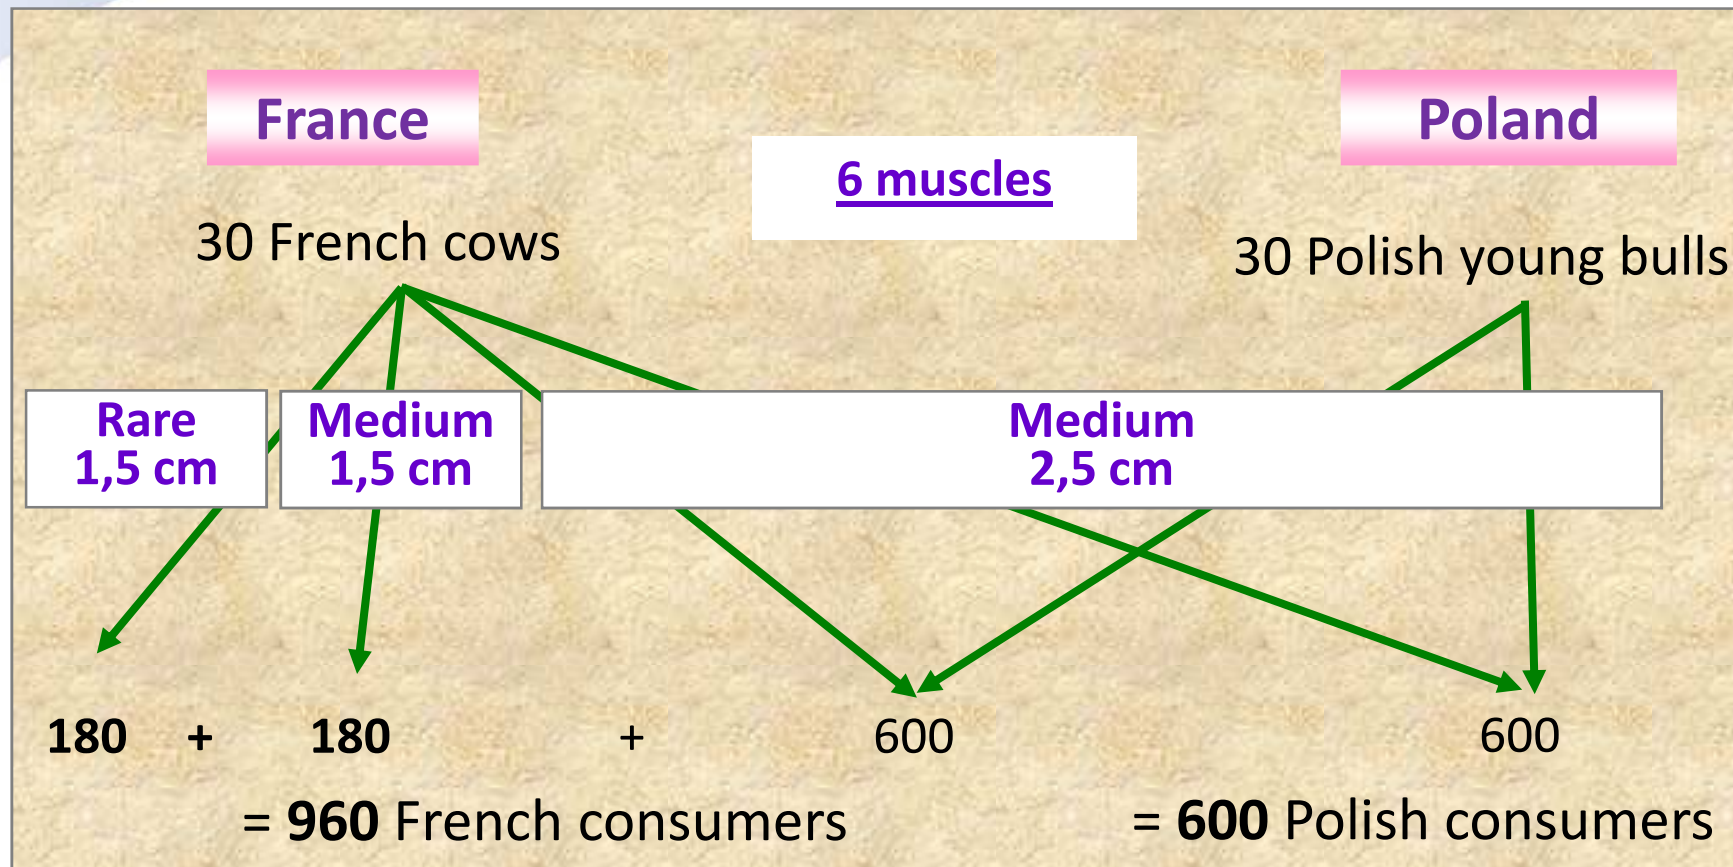 France
Poland
6 muscles
30 French cows
30 Polish young bulls
Rare
1,5 cm
Medium
1,5 cm
Medium
2,5 cm
180 + 180 + 600 600
= 960 French consumers
= 600 Polish consumers